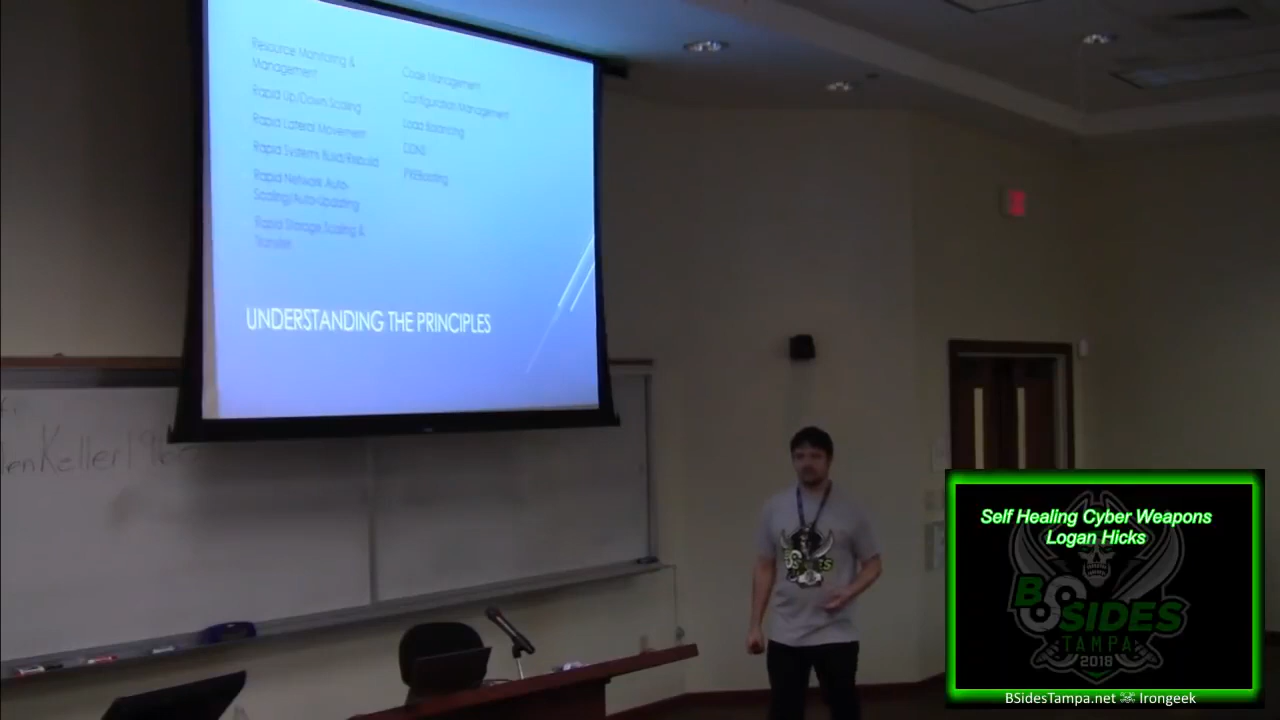 Resource Monitoring &
Management
Rapid Up/Down Scaling
Rapid Lateral Movement
Rapid Systems Build/Rebuild
Rapid Network Auto-
Scaling/Auto-Updating
Rapid Storage Scaling &
Transfer
Code Management
Configuration Management
Load Balancing
DDNS
PXEBooting
UNDERSTANDING THE PRINCIPLES
Self Healing Cyber Weapons
Logan Hicks
BSIDES
TAMPA
2018
BSidesTampa.net Irongeek